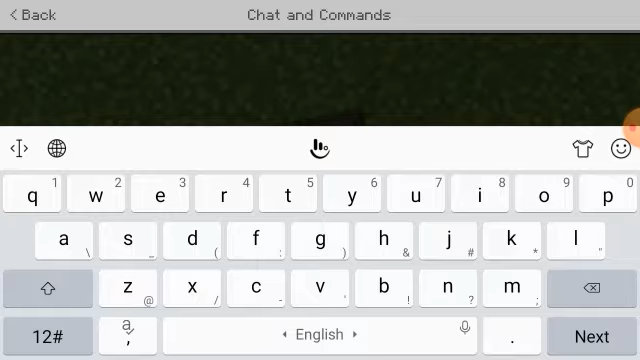 Back Chat and Commands
q 1 w 2 e 3 r 4 t 5 y 6 u 7 i 8 o 9 p 0
a \ s _ d ( f : g ) h & j # k * l "
z @ x / c - v ' b ! n ? m ;
12# a , English . Next